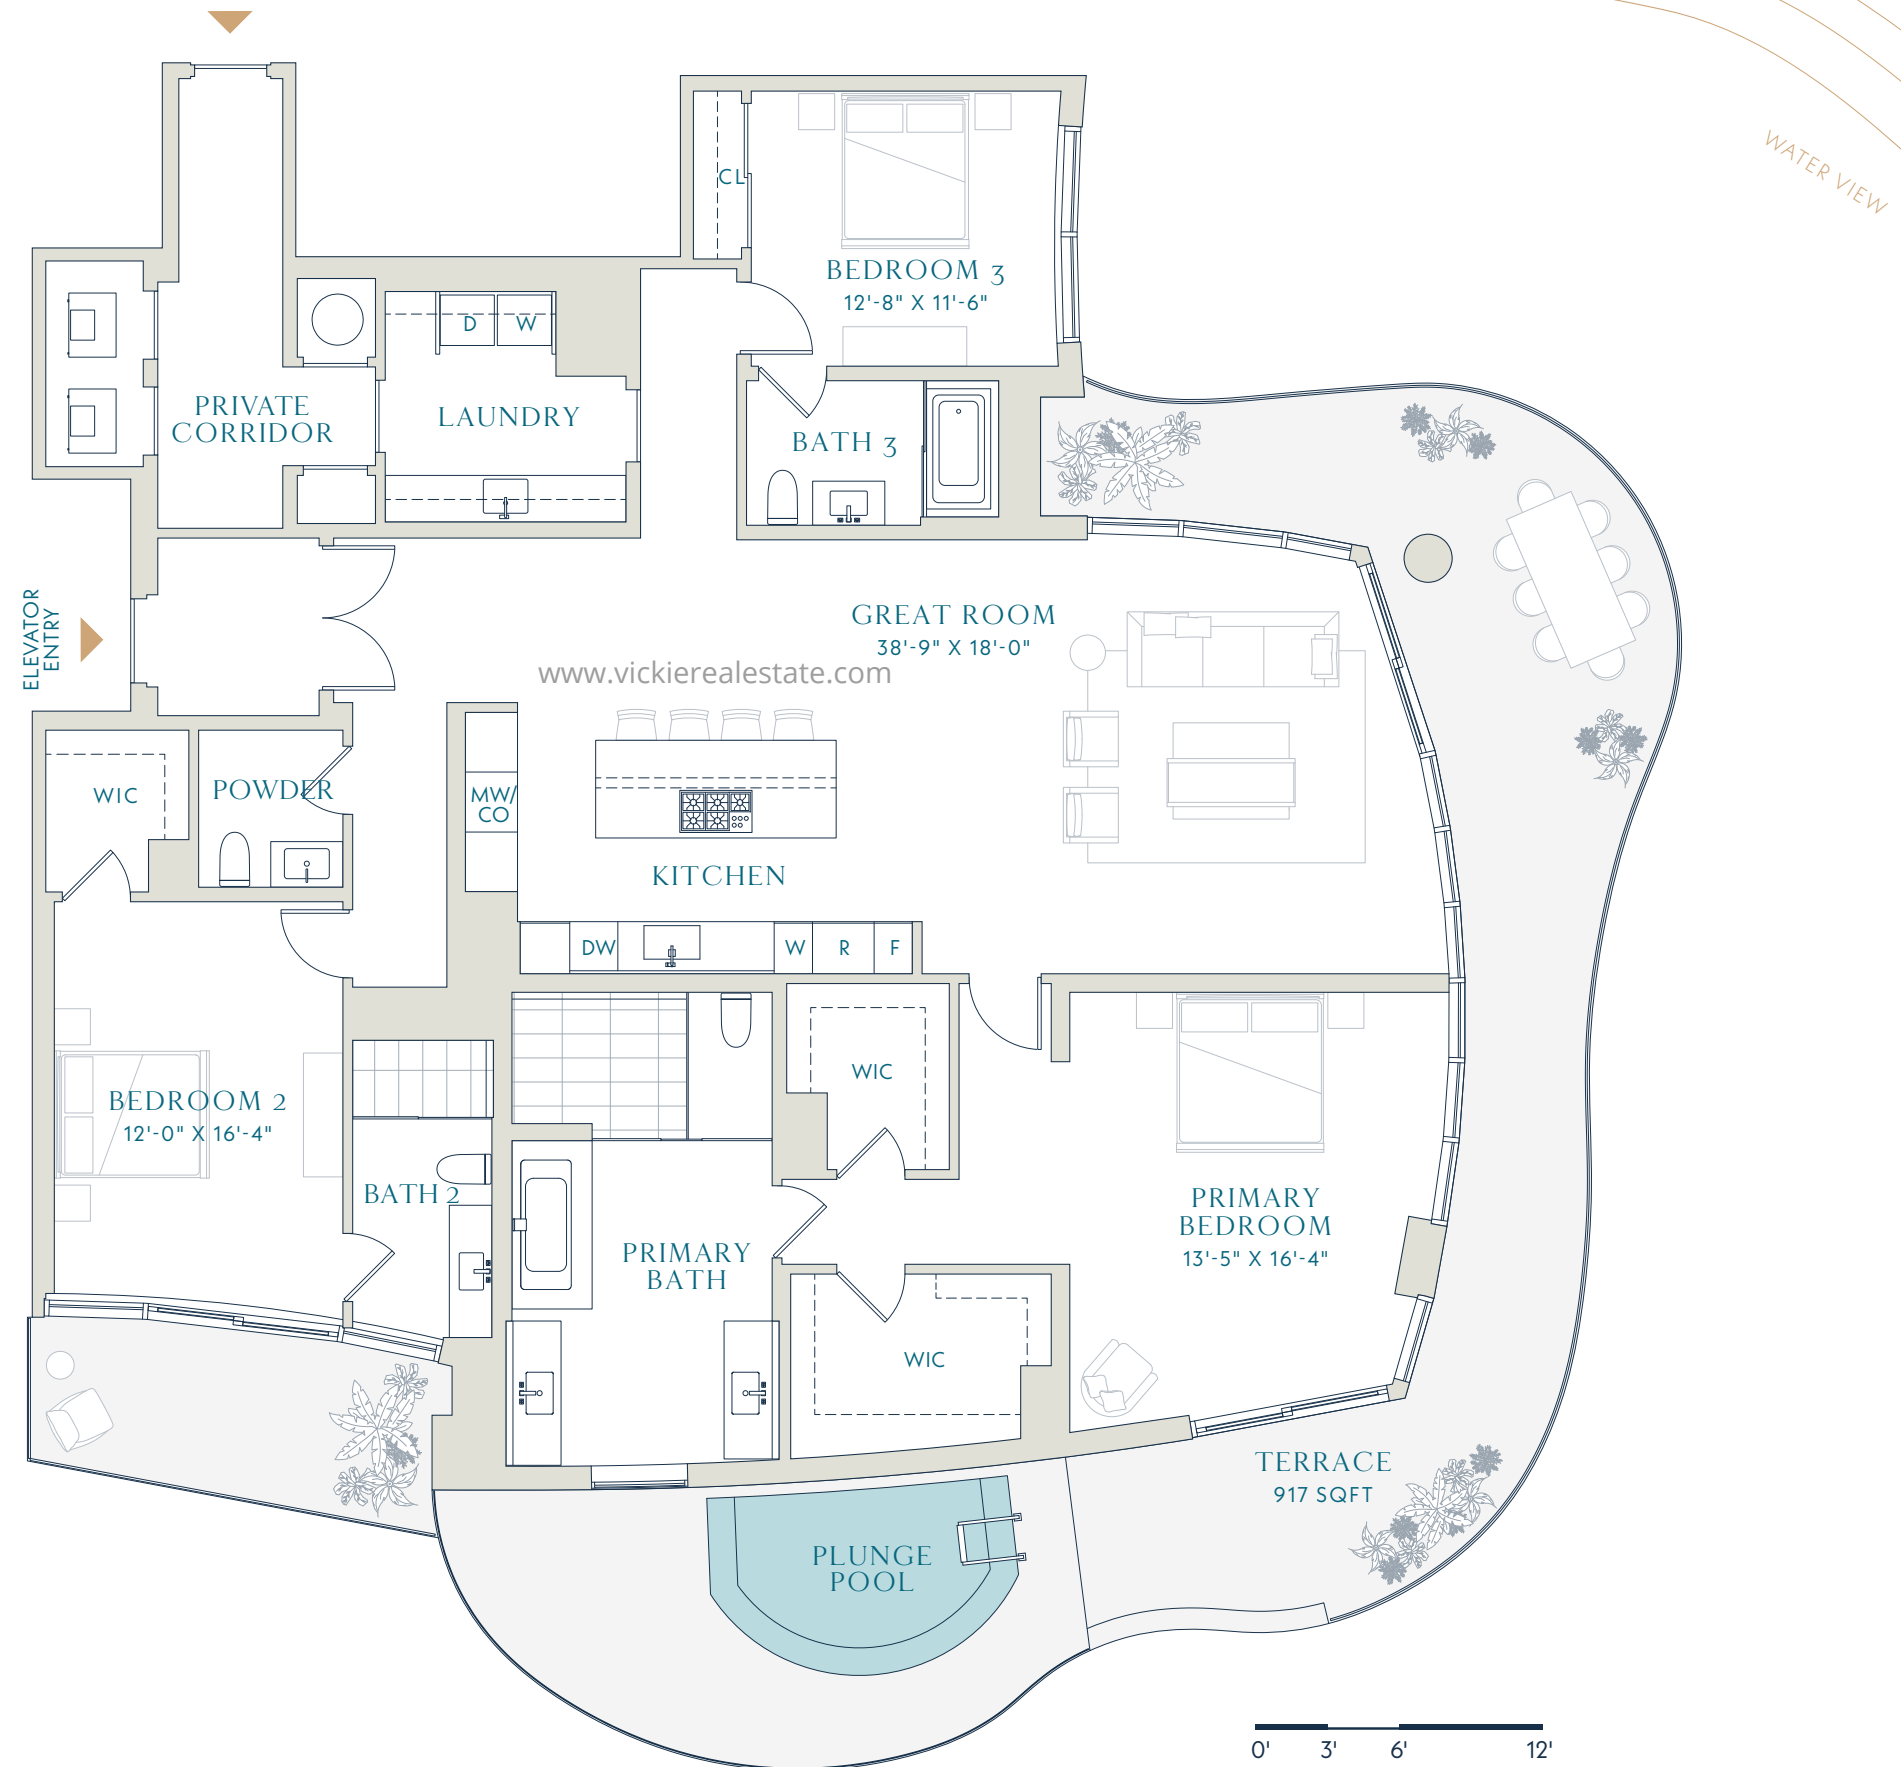 WATER VIEW
CL
BEDROOM 3
12'-8" X 11'-6"
D
W
PRIVATE
CORRIDOR
LAUNDRY
BATH 3
ELEVATOR
ENTRY
GREAT ROOM
38'-9" X 18'-0"
www.vickierealestate.com
WIC
POWDER
MW/
CO
KITCHEN
DW
W
R
F
WIC
BEDROOM 2
12'-0" X 16'-4"
BATH 2
PRIMARY
BATH
PRIMARY
BEDROOM
13'-5" X 16'-4"
WIC
TERRACE
917 SQFT
PLUNGE
POOL
0' 3' 6' 12'